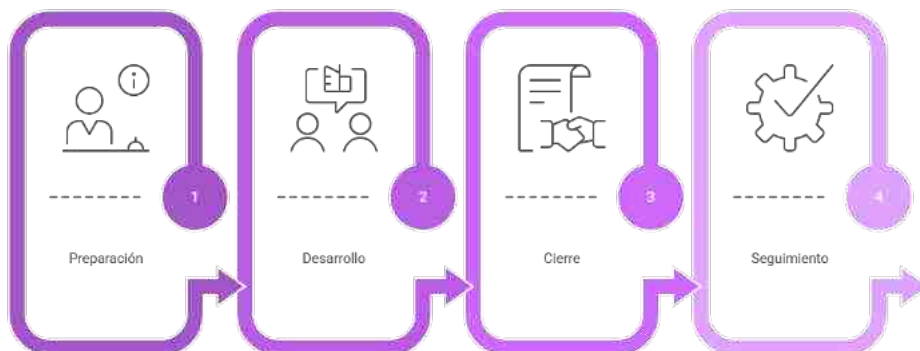 1
2
3
4
Preparación
Desarrollo
Cierre
Seguimiento